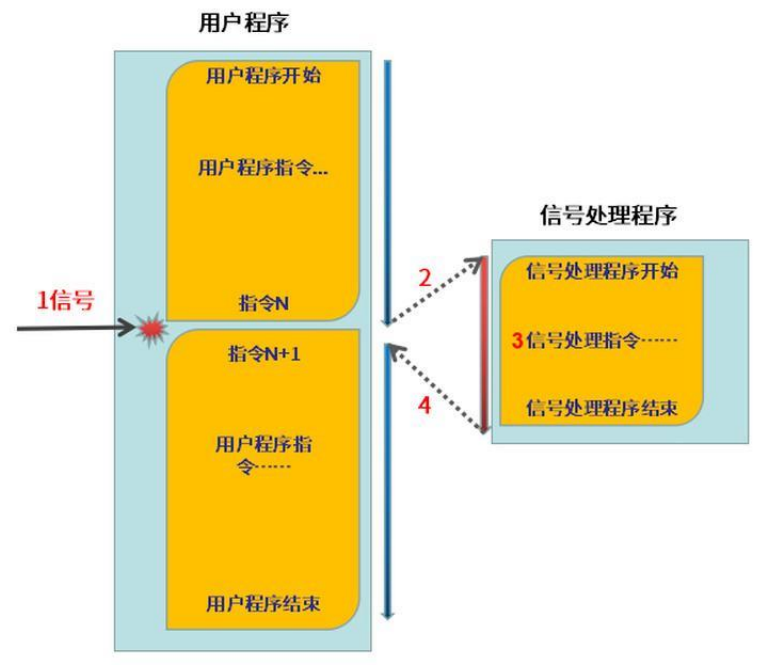 用户程序
用户程序开始
用户程序指令...
指令N
1信号
指令N+1
用户程序指
令……
用户程序结束
2
4
信号处理程序
信号处理程序开始
3信号处理指令……
信号处理程序结束